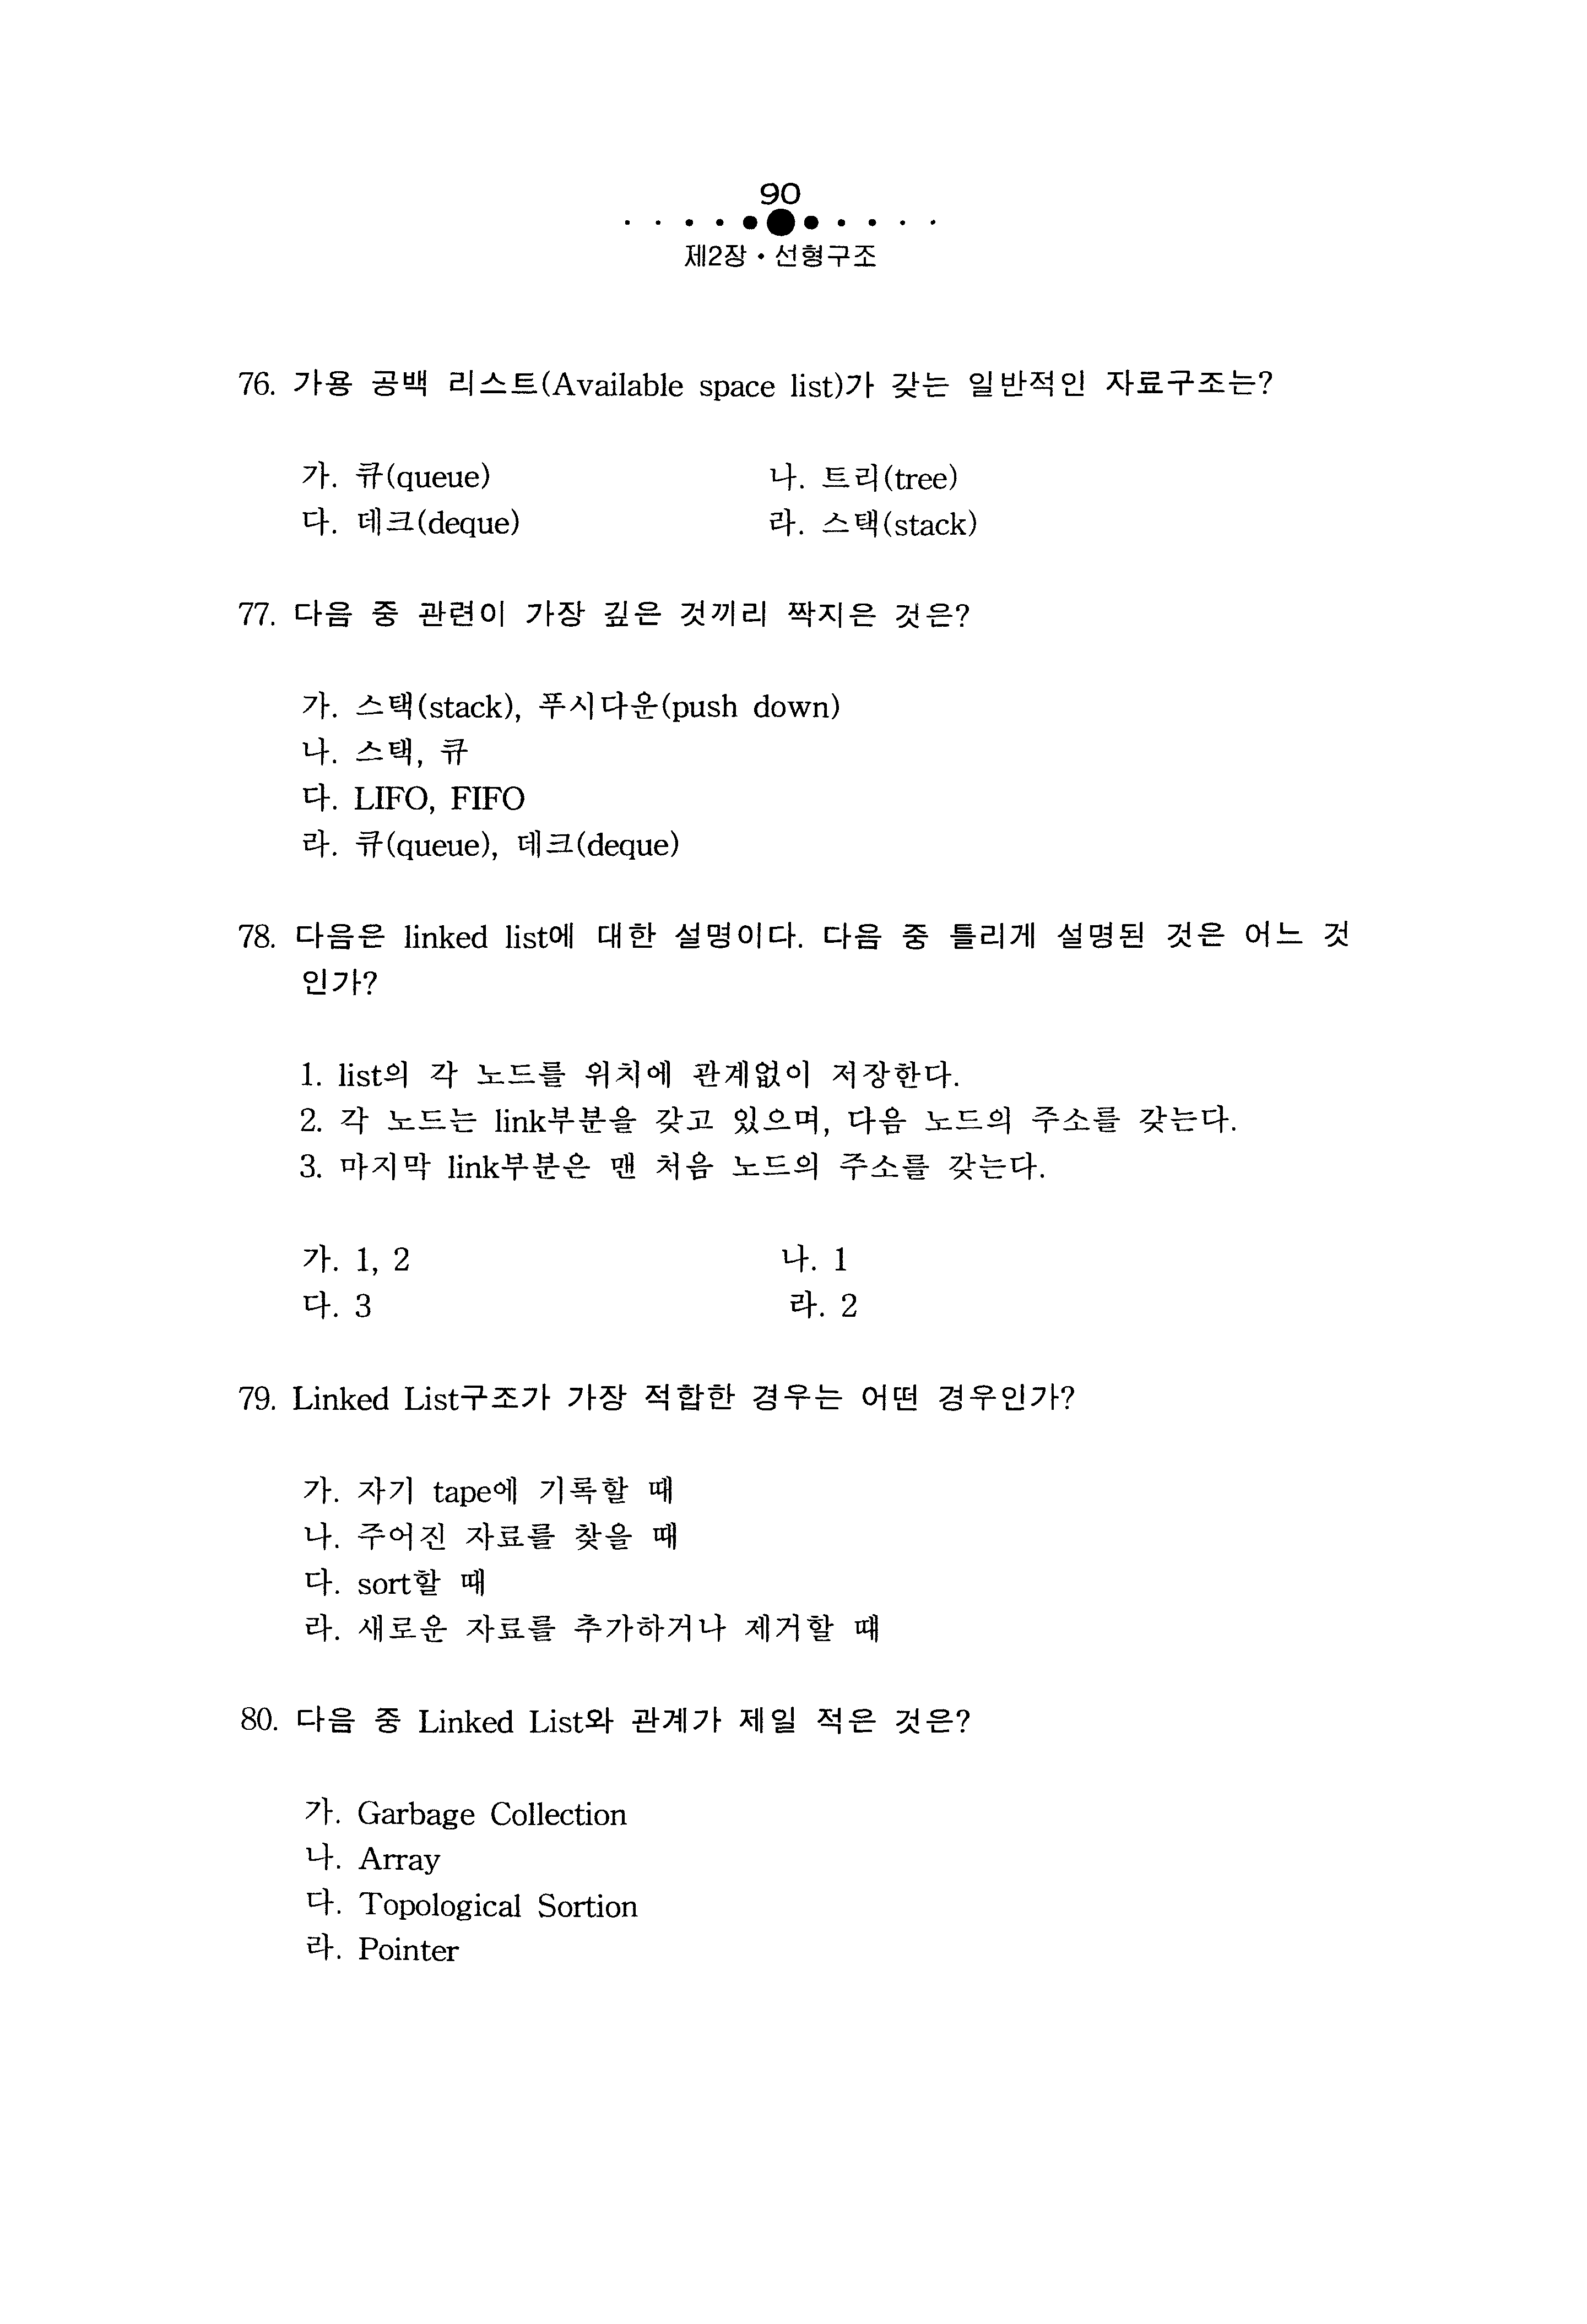 90
제2장 • 선형구조
76. 가용 공백 리스트(Available space list)가 갖는 일반적인 자료구조는?
가. 큐(queue) 나. 트리(tree)
다. 데크(deque) 라. 스택(stack)
77. 다음 중 관련이 가장 깊은 것끼리 짝지은 것은?
가. 스택(stack), 푸시다운(push down)
나. 스택, 큐
다. LIFO, FIFO
라. 큐(queue), 데크(deque)
78. 다음은 linked list에 대한 설명이다. 다음 중 틀리게 설명된 것은 어느 것
인가?
1. list의 각 노드를 위치에 관계없이 저장한다.
2. 각 노드는 link부분을 갖고 있으며, 다음 노드의 주소를 갖는다.
3. 마지막 link부분은 맨 처음 노드의 주소를 갖는다.
가. 1, 2 나. 1
다. 3 라. 2
79. Linked List구조가 가장 적합한 경우는 어떤 경우인가?
가. 자기 tape에 기록할 때
나. 주어진 자료를 찾을 때
다. sort할 때
라. 새로운 자료를 추가하거나 제거할 때
80. 다음 중 Linked List와 관계가 제일 적은 것은?
가. Garbage Collection
나. Array
다. Topological Sortion
라. Pointer